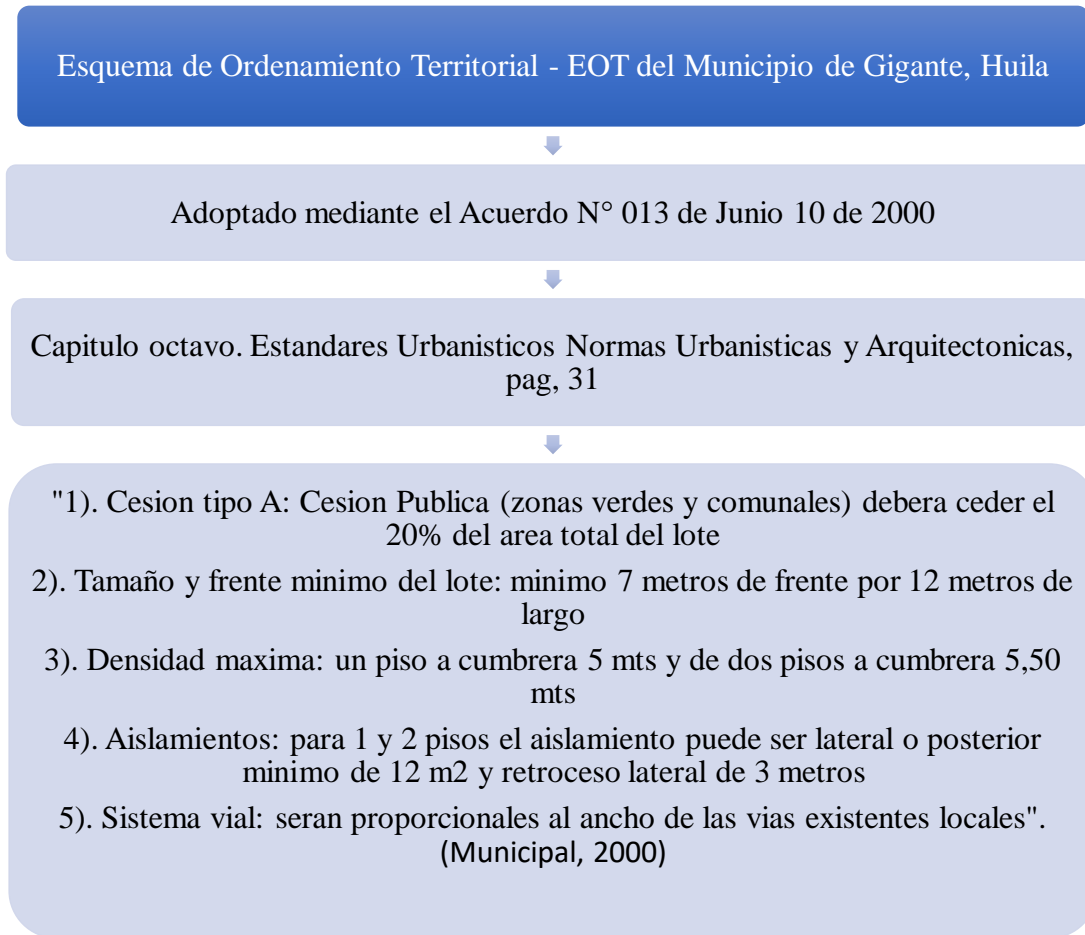 Esquema de Ordenamiento Territorial - EOT del Municipio de Gigante, Huila
Adoptado mediante el Acuerdo N° 013 de Junio 10 de 2000
Capitulo octavo. Estandares Urbanisticos Normas Urbanisticas y Arquitectonicas,
pag, 31
"1). Cesion tipo A: Cesion Publica (zonas verdes y comunales) debera ceder el
20% del area total del lote
2). Tamaño y frente minimo del lote: minimo 7 metros de frente por 12 metros de
largo
3). Densidad maxima: un piso a cumbrera 5 mts y de dos pisos a cumbrera 5,50
mts
4). Aislamientos: para 1 y 2 pisos el aislamiento puede ser lateral o posterior
minimo de 12 m2 y retroceso lateral de 3 metros
5). Sistema vial: seran proporcionales al ancho de las vias existentes locales".
(Municipal, 2000)